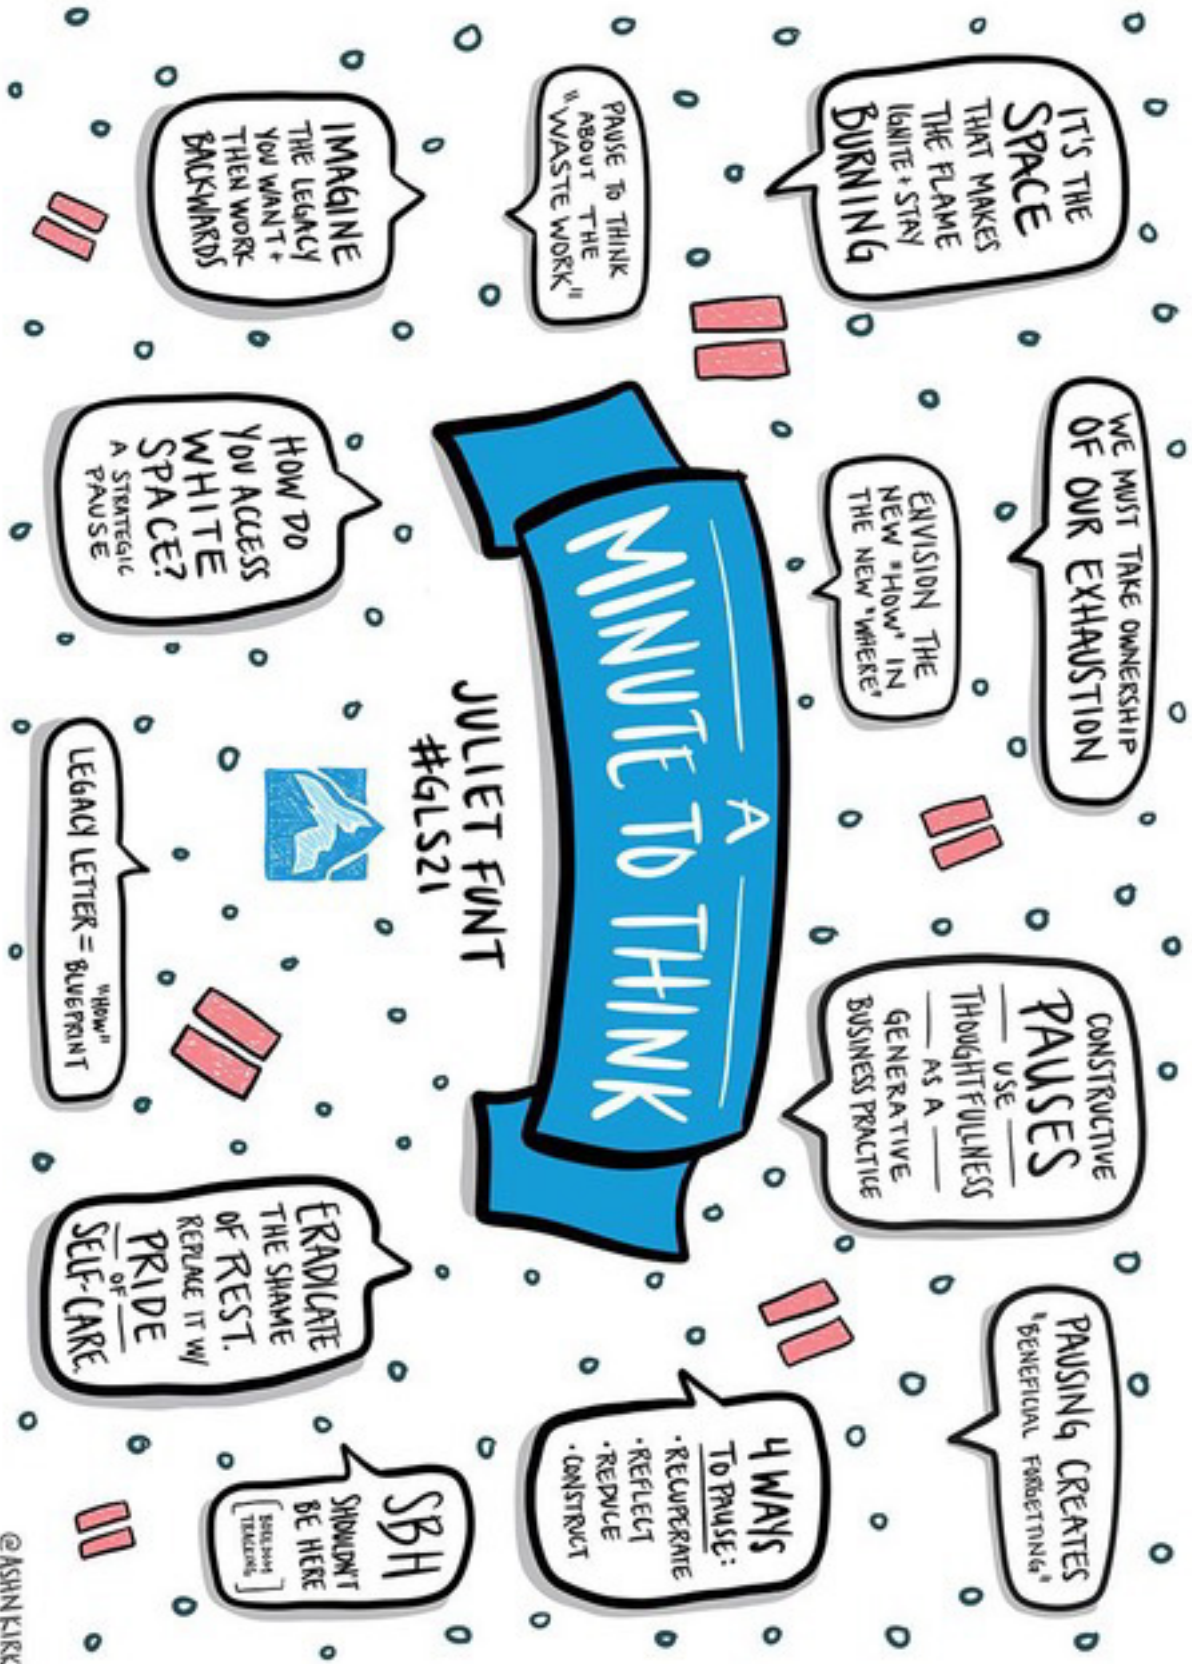 IT'S THE
SPACE
THAT MAKES
THE FLAME
IGNITE + STAY
BURNING
WE MUST TAKE OWNERSHIP
OF OUR EXHAUSTION
CONSTRUCTIVE
PAUSES
USE
THOUGHTFULLNESS
AS A
GENERATIVE
BUSINESS PRACTICE
PAUSING CREATES
"BENEFICIAL FORGETTING"
PAUSE TO THINK
ABOUT THE
"WASTE WORK"
ENVISION THE
NEW "HOW" IN
THE NEW "WHERE"
A
MINUTE TO THINK
JULIET FUNT
#GLS21
4 WAYS
TO PAUSE:
• RECUPERATE
• REFLECT
• REDUCE
• CONSTRUCT
IMAGINE
THE LEGACY
YOU WANT +
THEN WORK
BACKWARDS
HOW DO
YOU ACCESS
WHITE
SPACE?
A STRATEGIC
PAUSE
LEGACY LETTER = "HOW"
BLUEPRINT
ERADICATE
THE SHAME
OF REST.
REPLACE IT W/
PRIDE
OF
SELF-CARE.
SBH
SHOULDN'T
BE HERE
[BOREDOM
TRACKING]
@ASHNKIRK